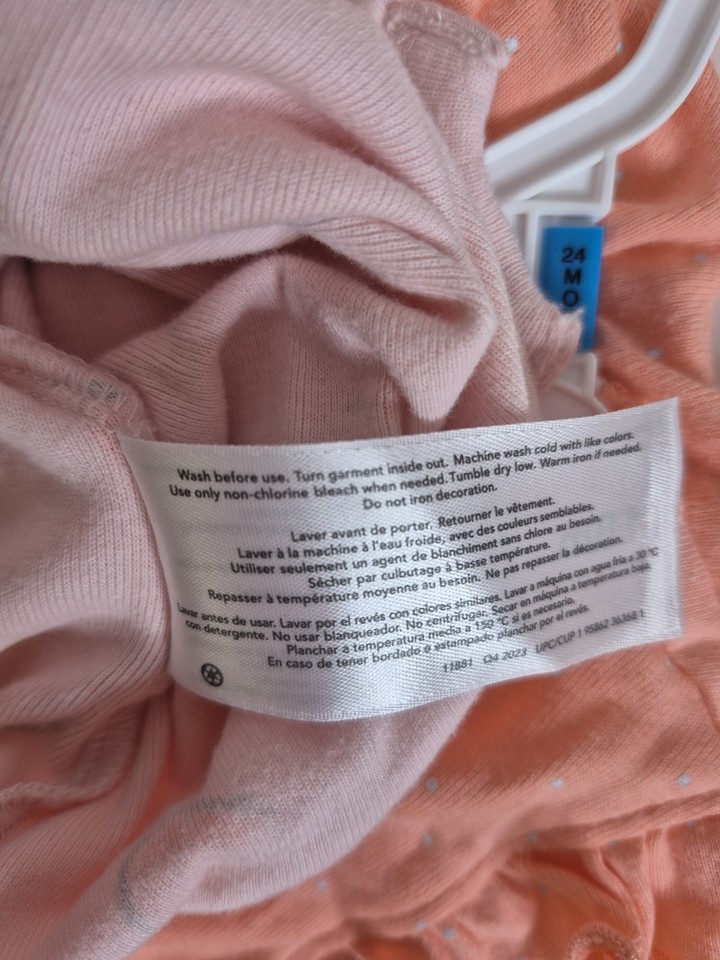 24
M
O
Wash before use. Turn garment inside out. Machine wash cold with like colors.
Use only non-chlorine bleach when needed.Tumble dry low. Warm iron if needed.
Do not iron decoration.
Laver avant de porter. Retourner le vêtement.
Laver à la machine à l'eau froide, avec des couleurs semblables.
Utiliser seulement un agent de blanchiment sans chlore au besoin.
Sécher par culbutage à basse température.
Repasser à température moyenne au besoin. Ne pas repasser la décoration.
Lavar antes de usar. Lavar por el revés con colores similares. Lavar a máquina con agua fría a 30 °C
con detergente. No usar blanqueador. No centrifugar. Secar en máquina a temperatura baja.
Planchar a temperatura media a 150 °C si es necesario.
En caso de tener bordado o estampado planchar por el revés.
11881 Q4 2023 UPC/CUP 1 95862 36368 1